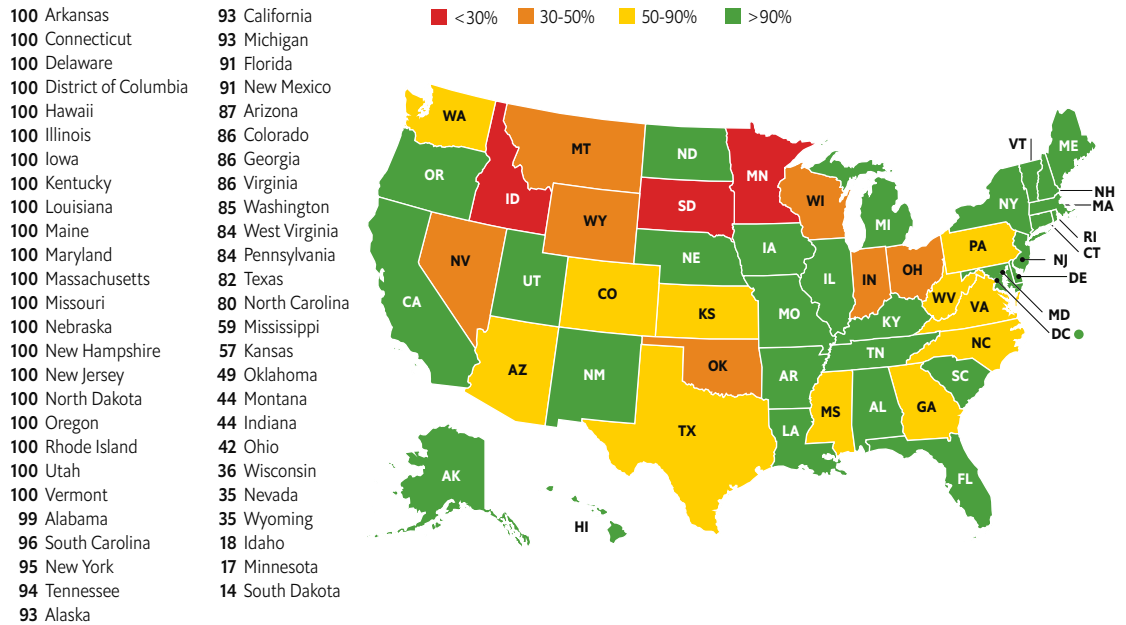 100 Arkansas
100 Connecticut
100 Delaware
100 District of Columbia
100 Hawaii
100 Illinois
100 Iowa
100 Kentucky
100 Louisiana
100 Maine
100 Maryland
100 Massachusetts
100 Missouri
100 Nebraska
100 New Hampshire
100 New Jersey
100 North Dakota
100 Oregon
100 Rhode Island
100 Utah
100 Vermont
99 Alabama
96 South Carolina
95 New York
94 Tennessee
93 Alaska
93 California
93 Michigan
91 Florida
91 New Mexico
87 Arizona
86 Colorado
86 Georgia
86 Virginia
85 Washington
84 West Virginia
84 Pennsylvania
82 Texas
80 North Carolina
59 Mississippi
57 Kansas
49 Oklahoma
44 Montana
44 Indiana
42 Ohio
36 Wisconsin
35 Nevada
35 Wyoming
18 Idaho
17 Minnesota
14 South Dakota
<30% 30-50% 50-90% >90%
WA
MT
ND
MN
VT
ME
OR
ID
WY
SD
WI
MI
NY
NH
MA
RI
CT
NV
UT
NE
IA
PA
NJ
DE
CA
CO
KS
IL
IN
OH
WV
VA
MD
DC
MO
KY
AZ
NM
OK
AR
TN
NC
SC
TX
LA
MS
AL
GA
FL
AK
HI